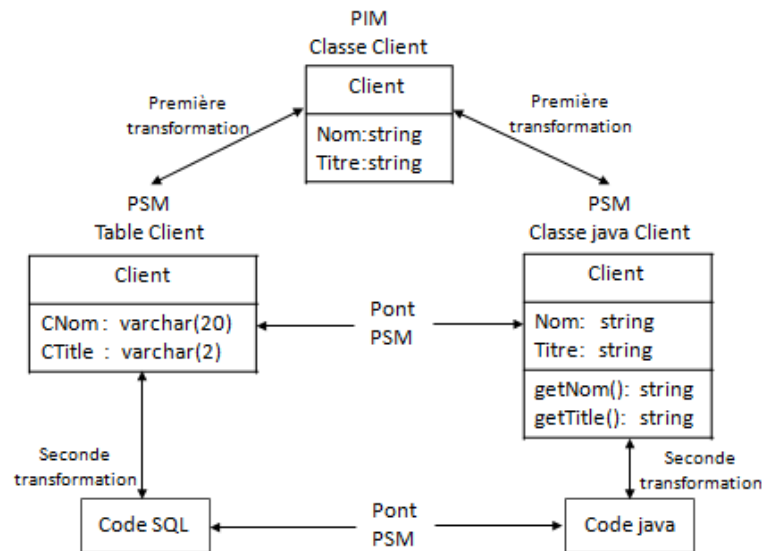 PIM
Classe Client
Client
Nom:string
Titre:string
Première
transformation
Première
transformation
PSM
Table Client
PSM
Classe java Client
Client
CNom : varchar(20)
CTitle : varchar(2)
Pont
PSM
Client
Nom: string
Titre: string
getNom(): string
getTitle(): string
Seconde
transformation
Seconde
transformation
Code SQL
Pont
PSM
Code java